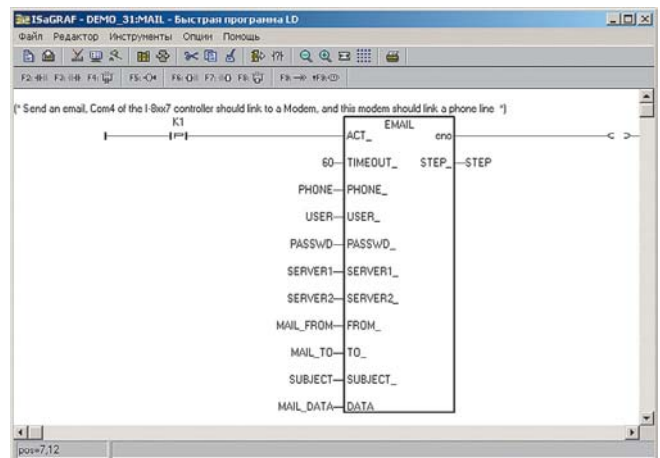 ISaGRAF - DEMO_31:MAIL - Быстрая программа LD
Файл Редактор Инструменты Опции Помощь
(* Send an email, Com4 of the I-8xx7 controller should link to a Modem, and this modem should link a phone line *)
K1
EMAIL
ACT_ eno
60 TIMEOUT_ STEP_ STEP
PHONE PHONE_
USER USER_
PASSWD PASSWD_
SERVER1 SERVER1_
SERVER2 SERVER2_
MAIL_FROM FROM_
MAIL_TO TO_
SUBJECT SUBJECT_
MAIL_DATA DATA
pos=7,12